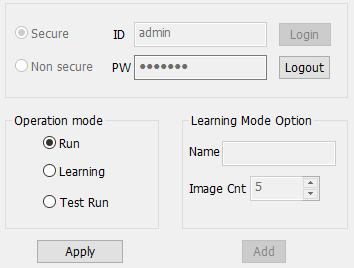 Secure ID admin Login
Non secure PW ●●●●●●● Logout
Operation mode
Run
Learning
Test Run
Learning Mode Option
Name
Image Cnt 5
Apply Add